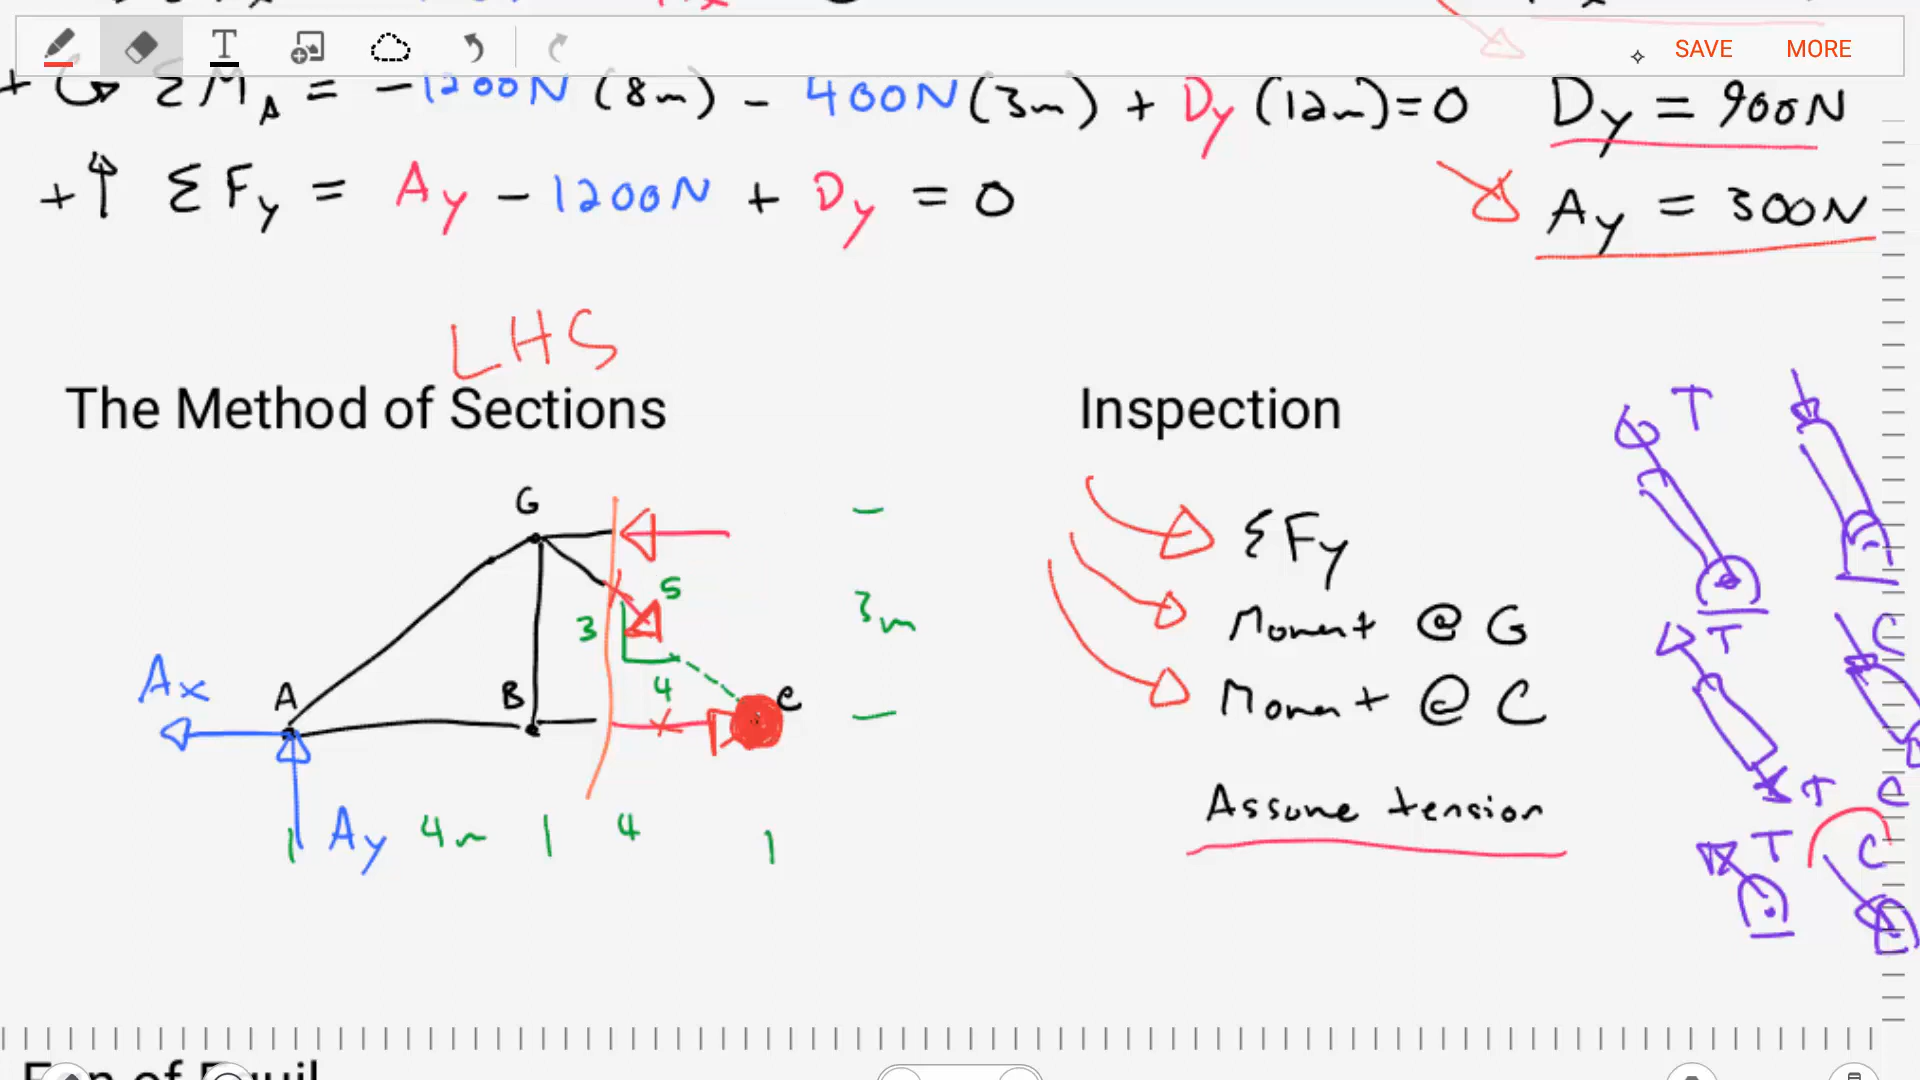 SAVE MORE
+ ΣM_A = -1200N (8m) - 400N (3m) + Dy (12m) = 0 Dy = 900N
+↑ ΣFy = Ay - 1200N + Dy = 0 Ay = 300N
LHS
The Method of Sections Inspection
T
G
ΣFy
5
3 3m
Moment @ G
T C
Ax A B 4 C
Moment @ C
Assume tension
T C
Ay 4m 4
T C